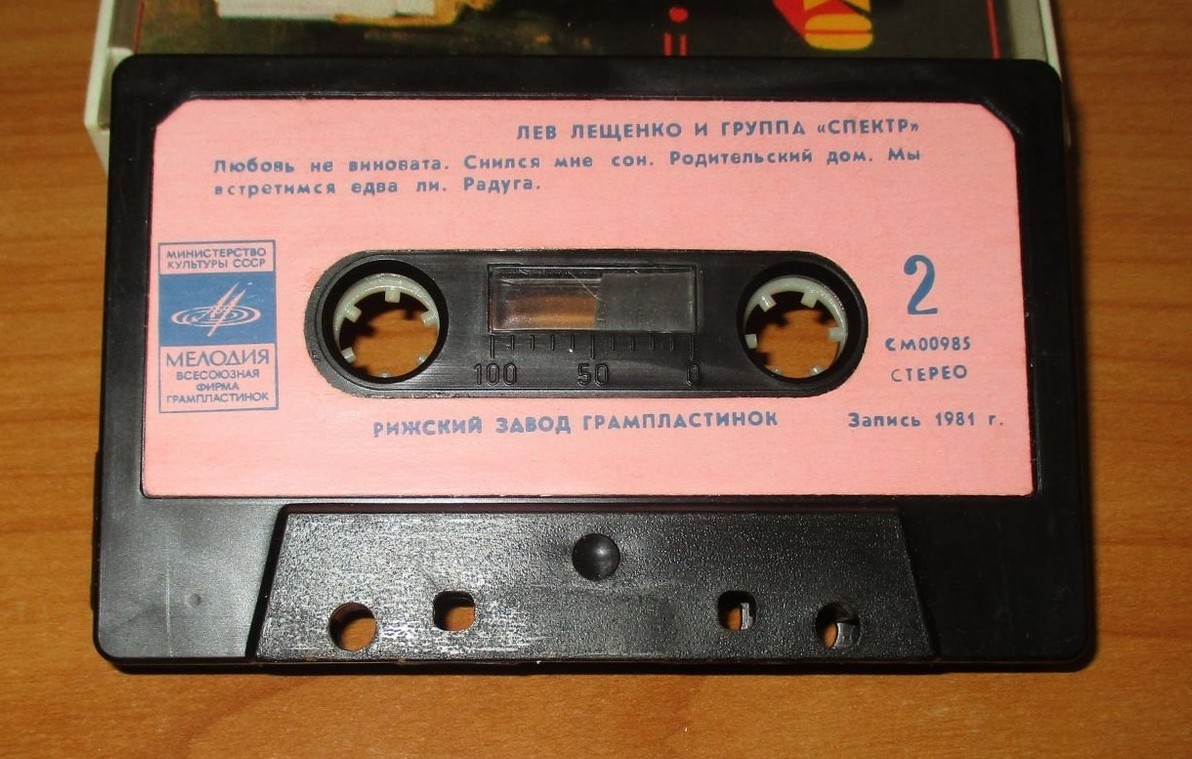 ЛЕВ ЛЕЩЕНКО И ГРУППА «СПЕКТР»
Любовь не виновата. Снился мне сон. Родительский дом. Мы
встретимся едва ли. Радуга.
МИНИСТЕРСТВО
КУЛЬТУРЫ СССР
МЕЛОДИЯ
ВСЕСОЮЗНАЯ
ФИРМА
ГРАМПЛАСТИНОК
2
СМ00985
СТЕРЕО
100 50 0
РИЖСКИЙ ЗАВОД ГРАМПЛАСТИНОК
Запись 1981 г.